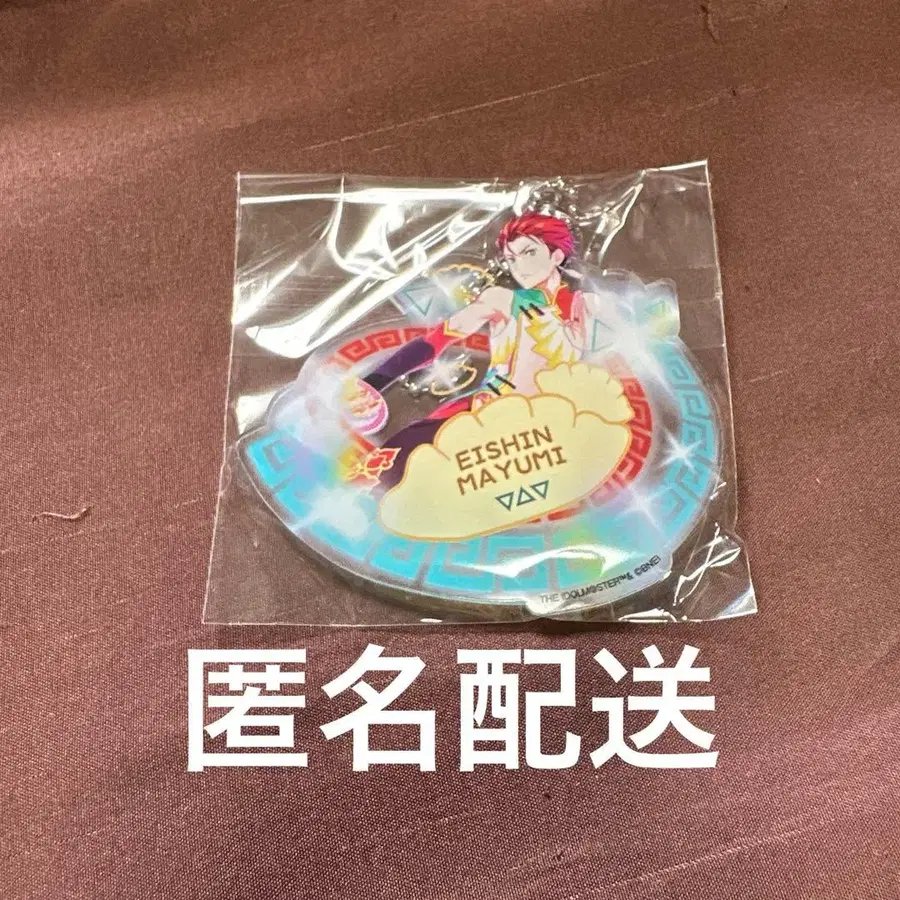 EISHIN
MAYUMI
THE IDOLM@STER™& ©BNEI
匿名配送